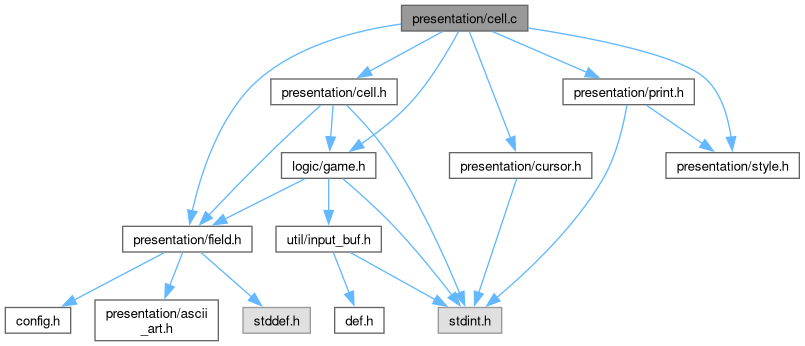 presentation/cell.c
presentation/cell.h
presentation/print.h
logic/game.h
presentation/cursor.h
presentation/style.h
presentation/field.h
util/input_buf.h
config.h
presentation/ascii
_art.h
stddef.h
def.h
stdint.h